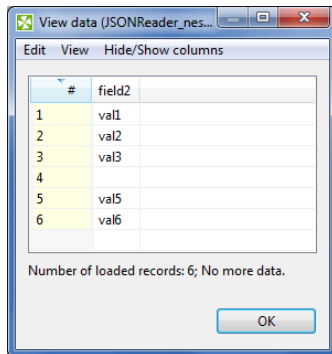 View data (JSONReader_nes...
Edit View Hide/Show columns
# field2
1 val1
2 val2
3 val3
4
5 val5
6 val6
Number of loaded records: 6; No more data.
OK